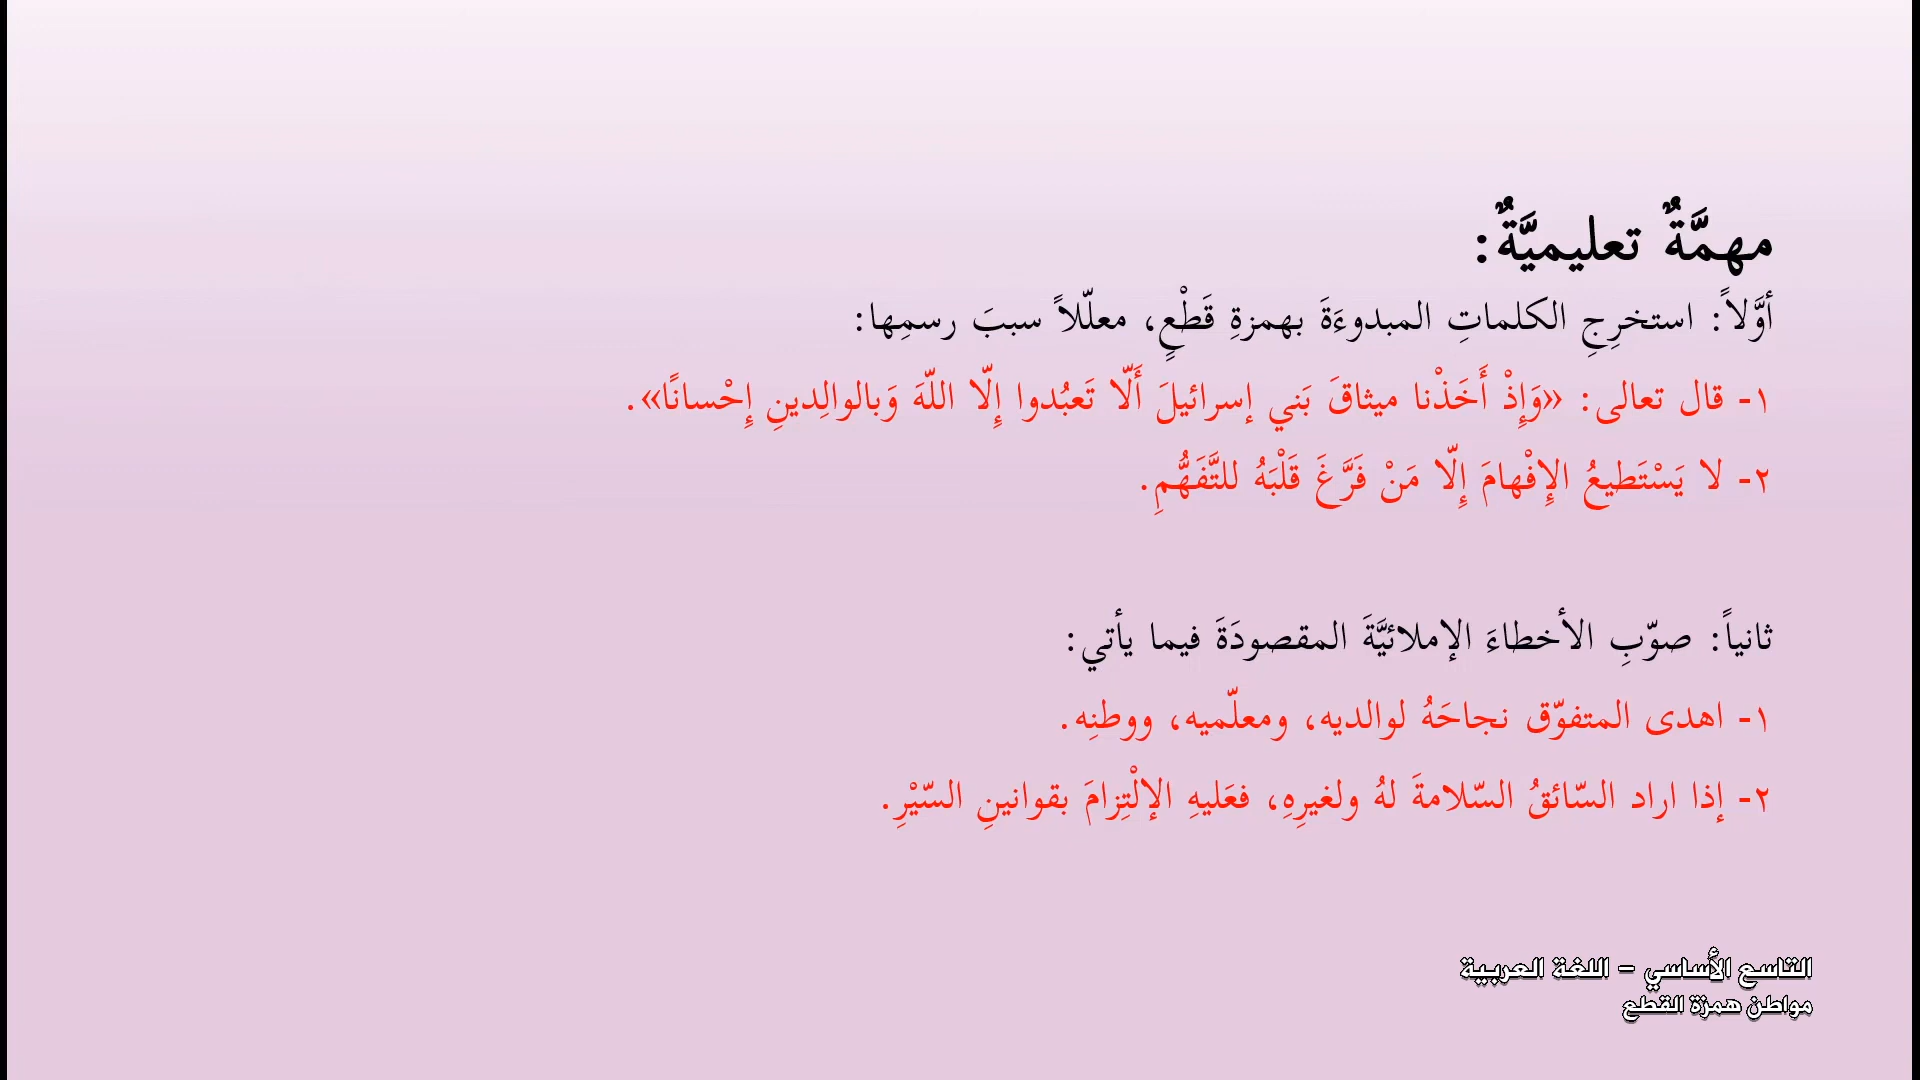 مهمَّةٌ تعليميَّةٌ:
أوَّلاً: استخرِجِ الكلماتِ المبدوءَةَ بهمزةِ قَطْعٍ، معلّلاً سببَ رسمِها:
١- قال تعالى: «وَإِذْ أَخَذْنا ميثاقَ بَني إسرائيلَ أَلّا تَعبُدوا إِلّا اللّهَ وَبالوالِدينِ إِحْسانًا».
٢- لا يَسْتَطيعُ الإِفْهامَ إِلّا مَنْ فَرَّغَ قَلْبَهُ للتَّفَهُّمِ.
ثانياً: صوّبِ الأخطاءَ الإملائيَّةَ المقصودَةَ فيما يأتي:
١- اهدى المتفوّق نجاحَهُ لوالديه، ومعلّميه، ووطنِه.
٢- إذا اراد السّائقُ السّلامةَ لهُ ولغيرِهِ، فعَليهِ الإلْتِزامَ بقوانينِ السّيْرِ.
التاسع الأساسي - اللغة العربية
مواطن همزة القطع